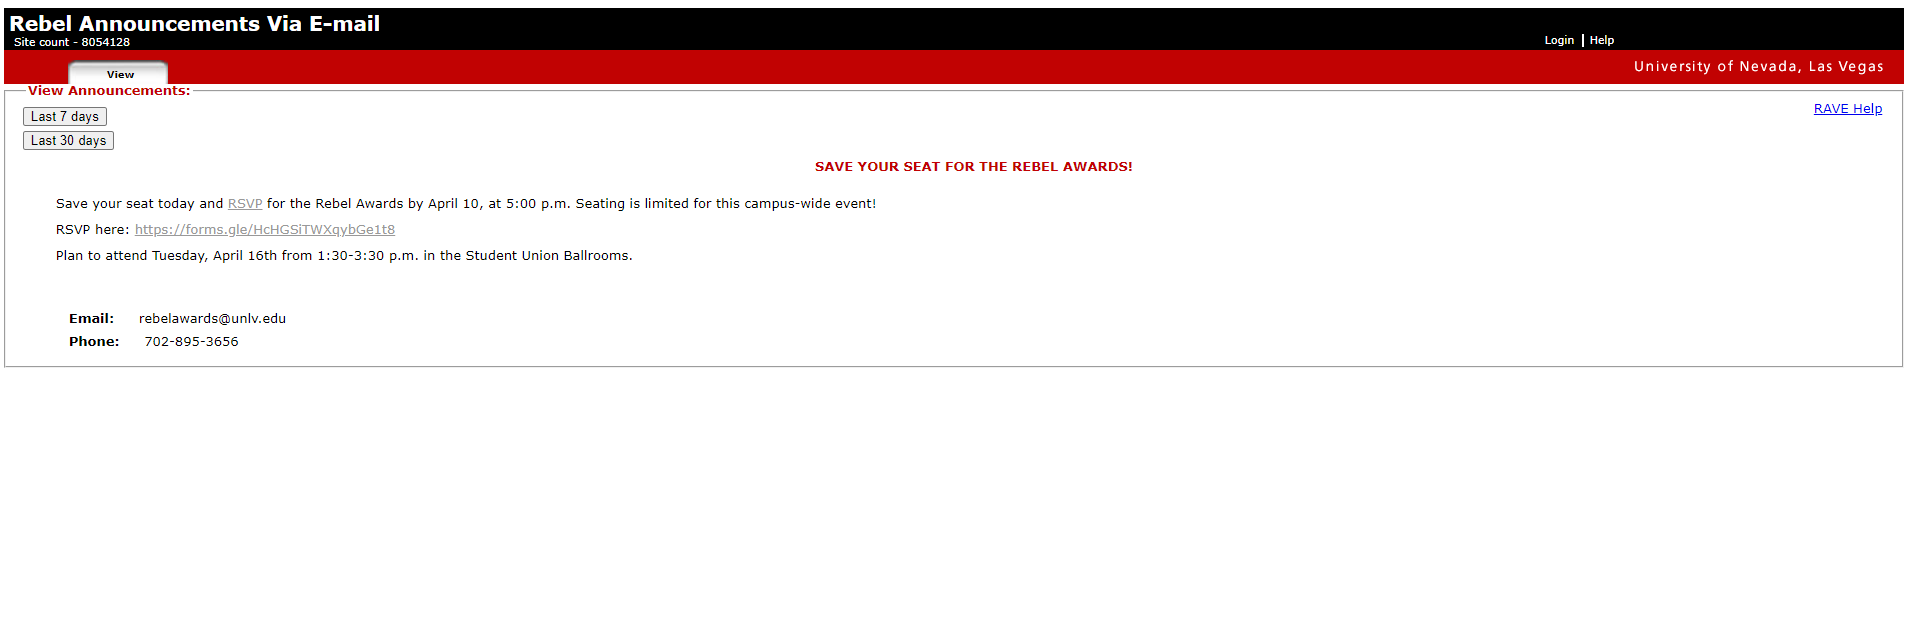 Rebel Announcements Via E-mail
Site count - 8054128
Login | Help
View
University of Nevada, Las Vegas
View Announcements:
Last 7 days
RAVE Help
Last 30 days
SAVE YOUR SEAT FOR THE REBEL AWARDS!
Save your seat today and RSVP for the Rebel Awards by April 10, at 5:00 p.m. Seating is limited for this campus-wide event!
RSVP here: https://forms.gle/HcHGSiTWXqybGe1t8
Plan to attend Tuesday, April 16th from 1:30-3:30 p.m. in the Student Union Ballrooms.
Email: rebelawards@unlv.edu
Phone: 702-895-3656